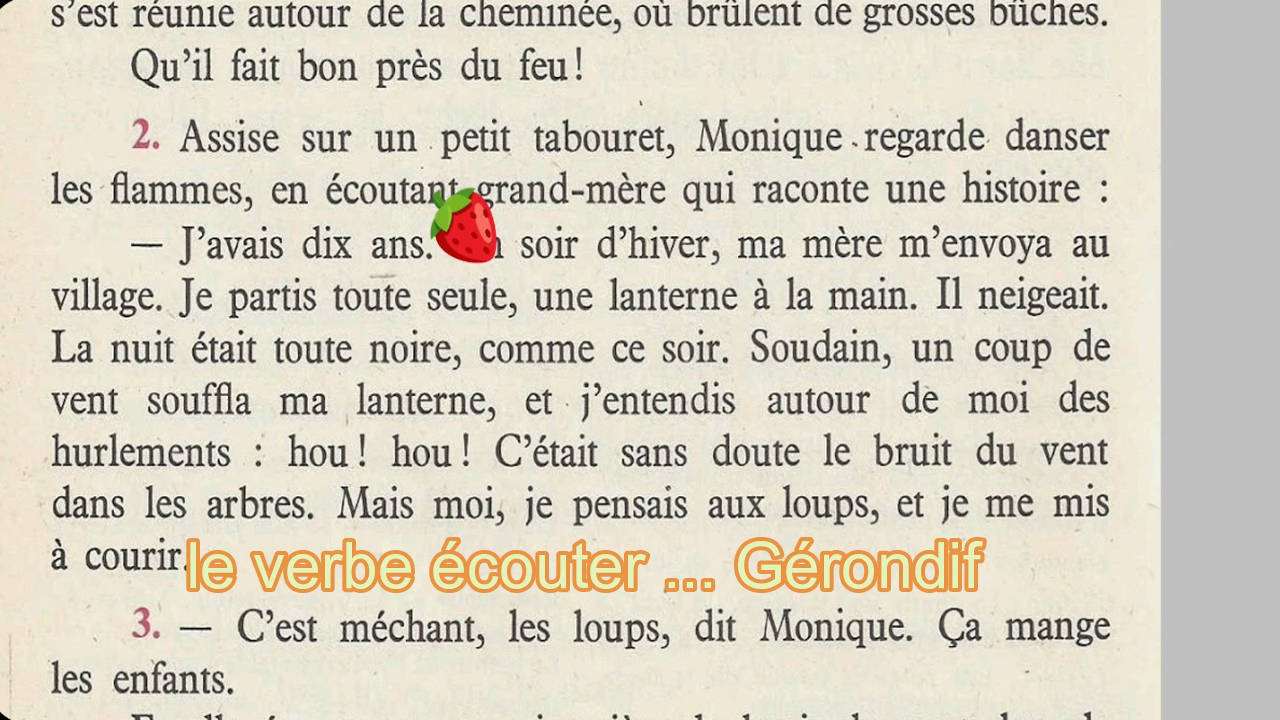 s’est réunie autour de la cheminée, où brûlent de grosses bûches.
Qu’il fait bon près du feu!
2. Assise sur un petit tabouret, Monique regarde danser
les flammes, en écoutant grand-mère qui raconte une histoire :
— J’avais dix ans. soir d’hiver, ma mère m’envoya au
village. Je partis toute seule, une lanterne à la main. Il neigeait.
La nuit était toute noire, comme ce soir. Soudain, un coup de
vent souffla ma lanterne, et j’entendis autour de moi des
hurlements : hou! hou! C’était sans doute le bruit du vent
dans les arbres. Mais moi, je pensais aux loups, et je me mis
à courir.
le verbe écouter ... Gérondif
3. — C’est méchant, les loups, dit Monique. Ça mange
les enfants.